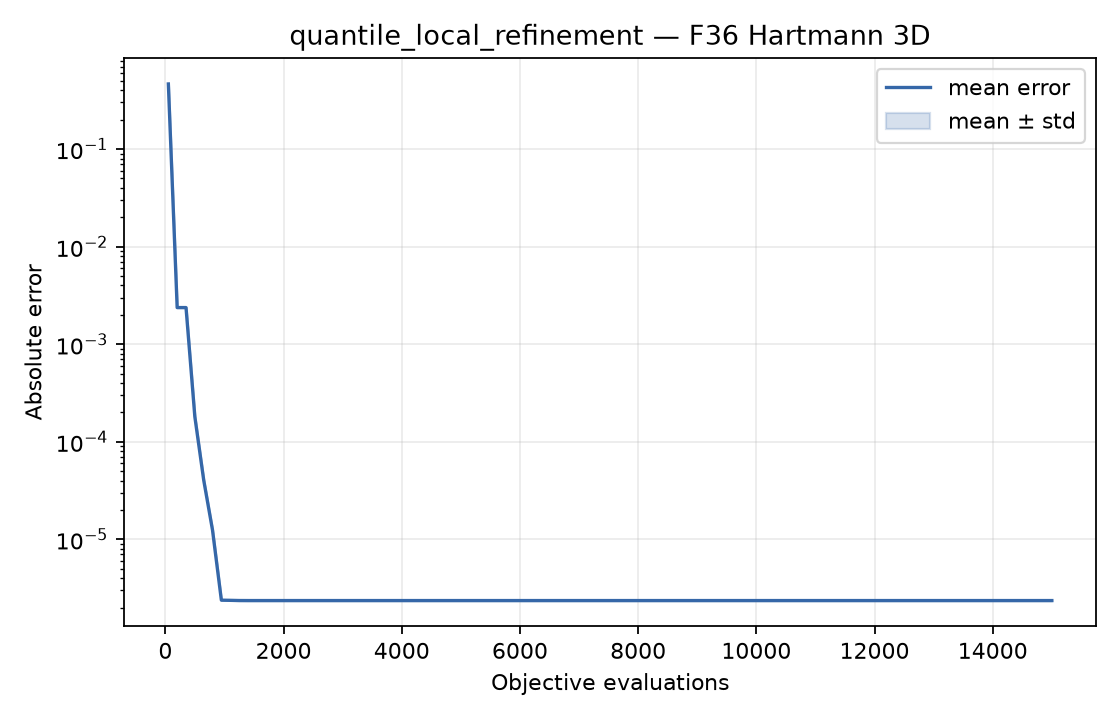 quantile_local_refinement — F36 Hartmann 3D
mean error
mean ± std
10⁻¹
10⁻²
10⁻³
10⁻⁴
10⁻⁵
Absolute error
0 2000 4000 6000 8000 10000 12000 14000
Objective evaluations